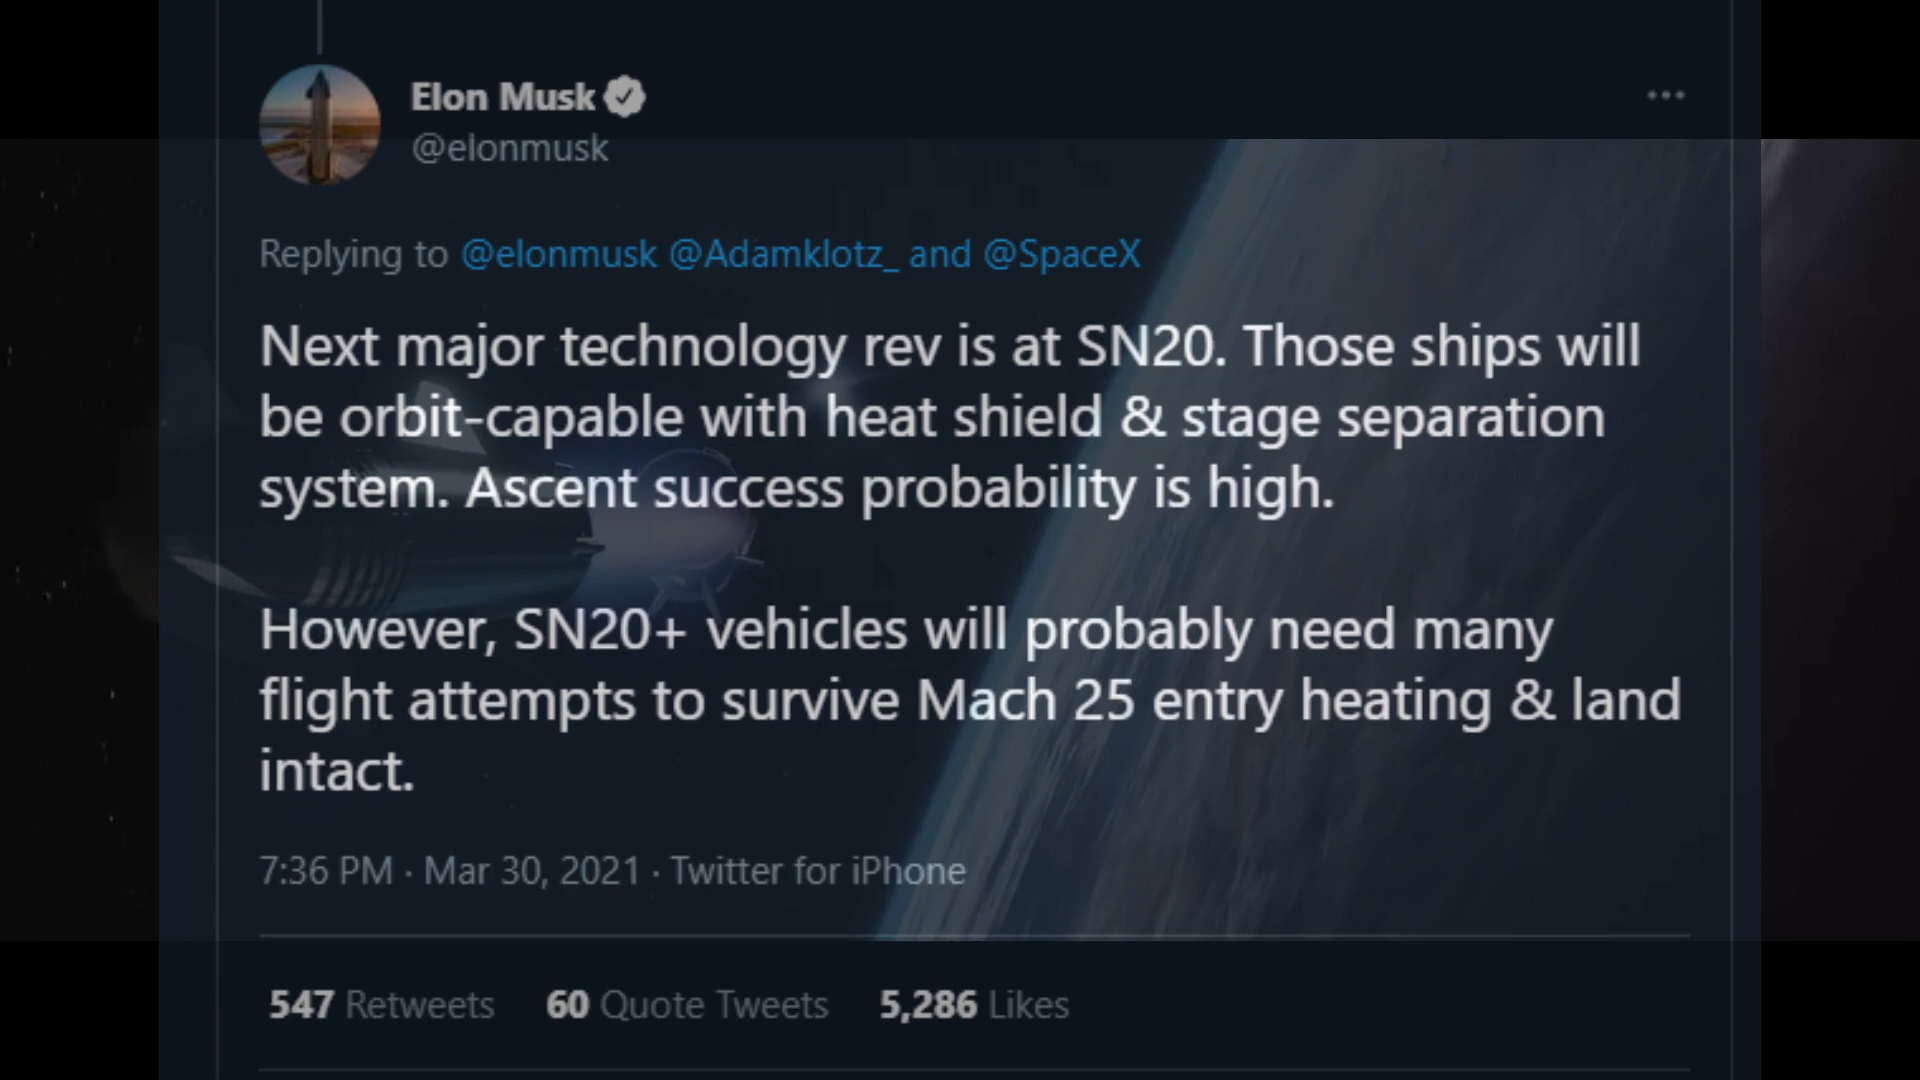 Elon Musk
@elonmusk
Replying to @elonmusk @Adamklotz_ and @SpaceX
Next major technology rev is at SN20. Those ships will
be orbit-capable with heat shield & stage separation
system. Ascent success probability is high.
However, SN20+ vehicles will probably need many
flight attempts to survive Mach 25 entry heating & land
intact.
7:36 PM · Mar 30, 2021 · Twitter for iPhone
547 Retweets 60 Quote Tweets 5,286 Likes